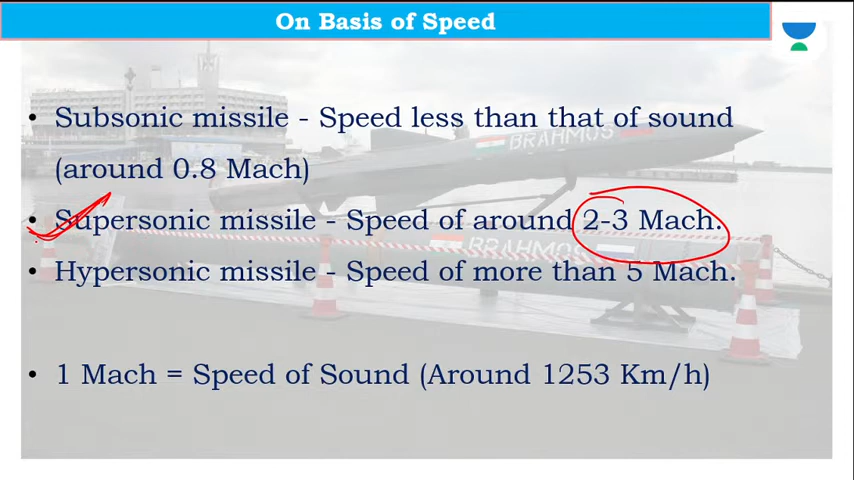 On Basis of Speed
• Subsonic missile - Speed less than that of sound
(around 0.8 Mach)
BRAHMOS
• Supersonic missile - Speed of around 2-3 Mach.
BRAHMOS
• Hypersonic missile - Speed of more than 5 Mach.
• 1 Mach = Speed of Sound (Around 1253 Km/h)